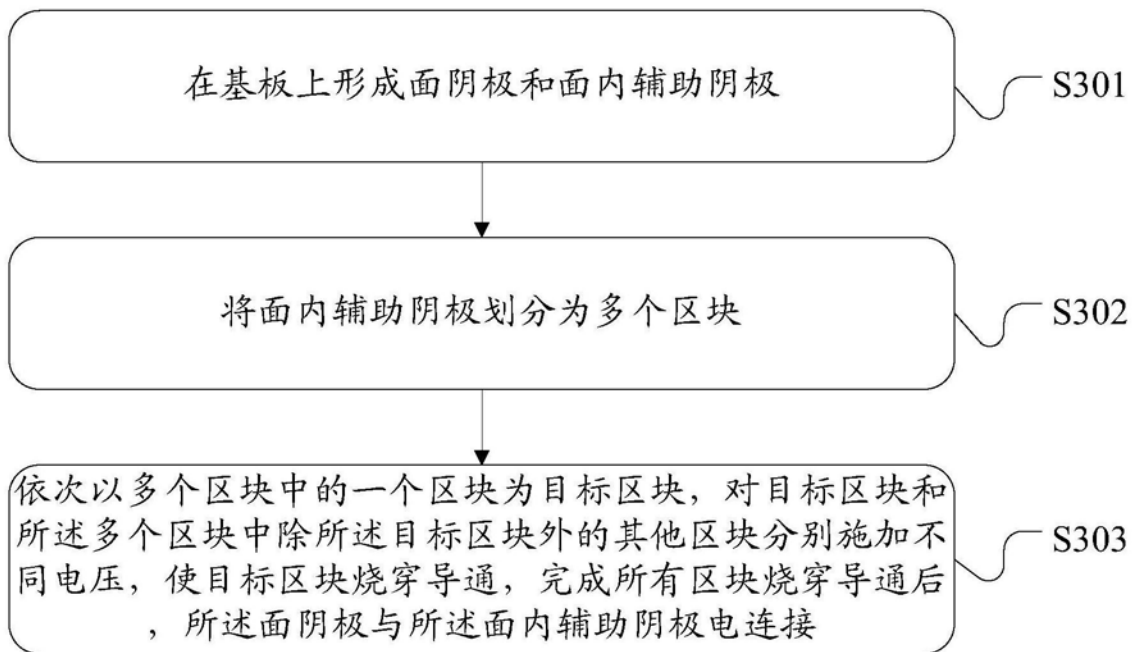 在基板上形成面阴极和面内辅助阴极
S301
将面内辅助阴极划分为多个区块
S302
依次以多个区块中的一个区块为目标区块，对目标区块和
所述多个区块中除所述目标区块外的其他区块分别施加不
同电压，使目标区块烧穿导通，完成所有区块烧穿导通后
，所述面阴极与所述面内辅助阴极电连接
S303